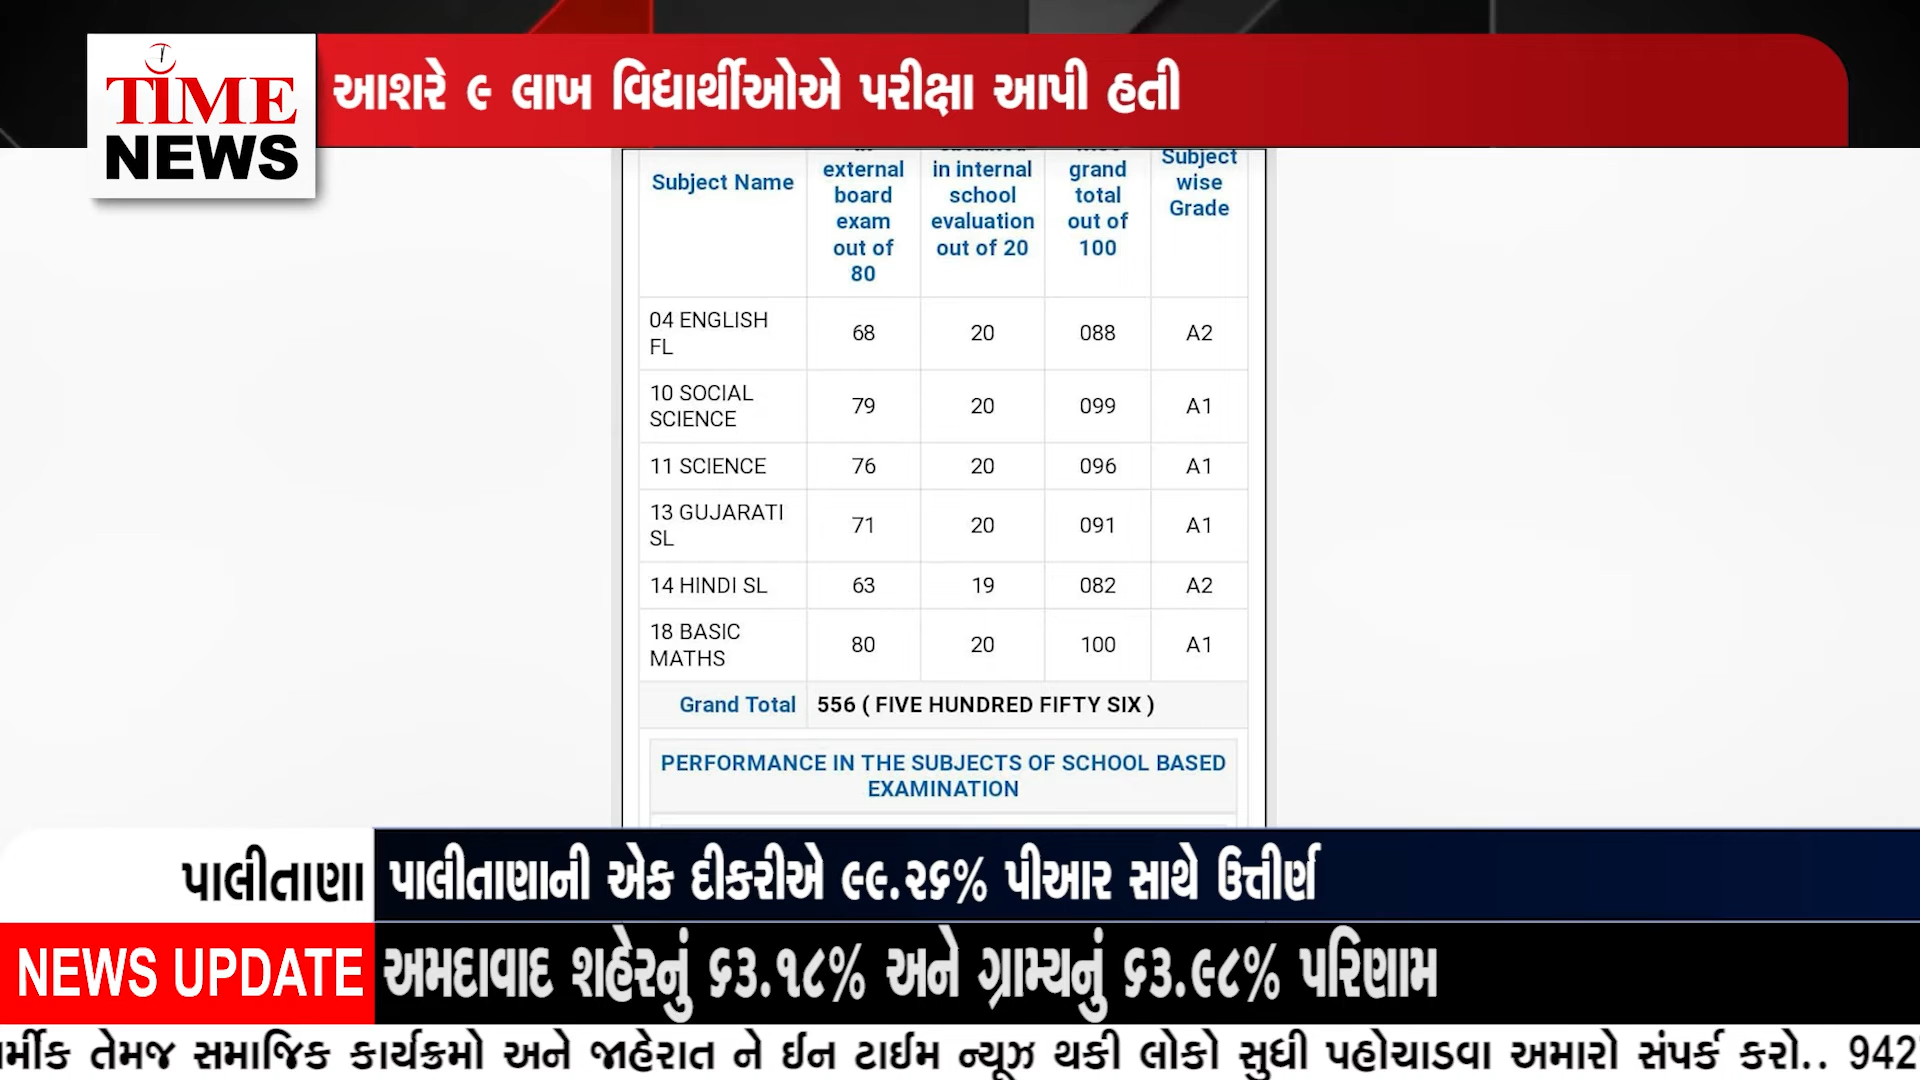 TIME
NEWS
આશરે ૯ લાખ વિદ્યાર્થીઓએ પરીક્ષા આપી હતી
Subject Name
external
board
exam
out of
80
in internal
school
evaluation
out of 20
grand
total
out of
100
Subject
wise
Grade
04 ENGLISH
FL 68 20 088 A2
10 SOCIAL
SCIENCE 79 20 099 A1
11 SCIENCE 76 20 096 A1
13 GUJARATI
SL 71 20 091 A1
14 HINDI SL 63 19 082 A2
18 BASIC
MATHS 80 20 100 A1
Grand Total 556 ( FIVE HUNDRED FIFTY SIX )
PERFORMANCE IN THE SUBJECTS OF SCHOOL BASED
EXAMINATION
પાલીતાણા
પાલીતાણાની એક દીકરીએ ૯૯.૨૬% પીઆર સાથે ઉત્તીર્ણ
NEWS UPDATE
અમદાવાદ શહેરનું ૬૩.૧૮% અને ગ્રામ્યનું ૬૩.૯૮% પરિણામ
ર્મીક તેમજ સમાજિક કાર્યક્રમો અને જાહેરાત ને ઈન ટાઈમ ન્યૂઝ થકી લોકો સુધી પહોચાડવા અમારો સંપર્ક કરો.. 942